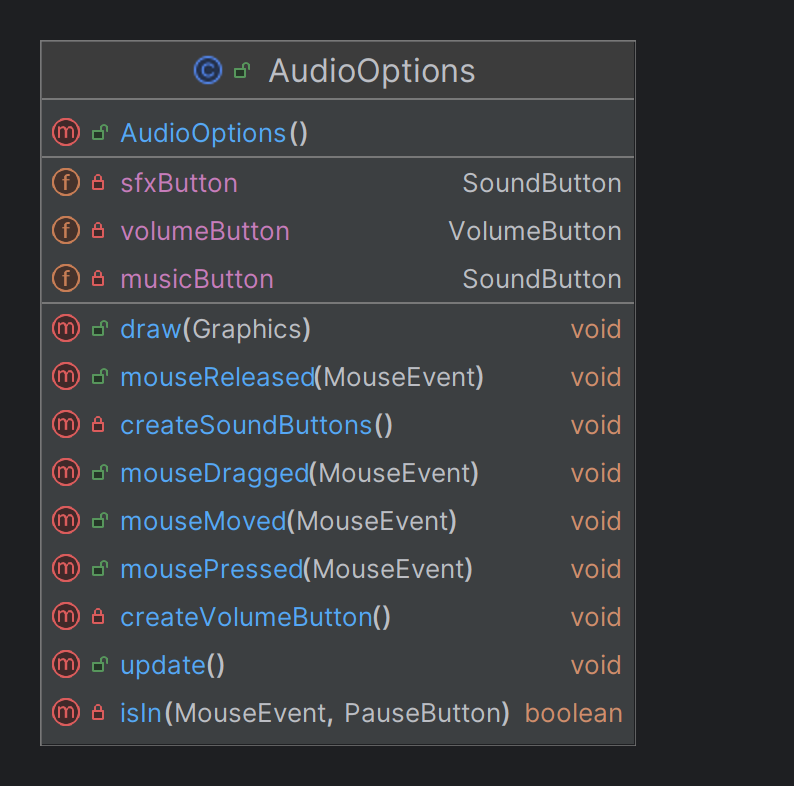 © AudioOptions
m AudioOptions()
f sfxButton SoundButton
f volumeButton VolumeButton
f musicButton SoundButton
m draw(Graphics) void
m mouseReleased(MouseEvent) void
m createSoundButtons() void
m mouseDragged(MouseEvent) void
m mouseMoved(MouseEvent) void
m mousePressed(MouseEvent) void
m createVolumeButton() void
m update() void
m isIn(MouseEvent, PauseButton) boolean